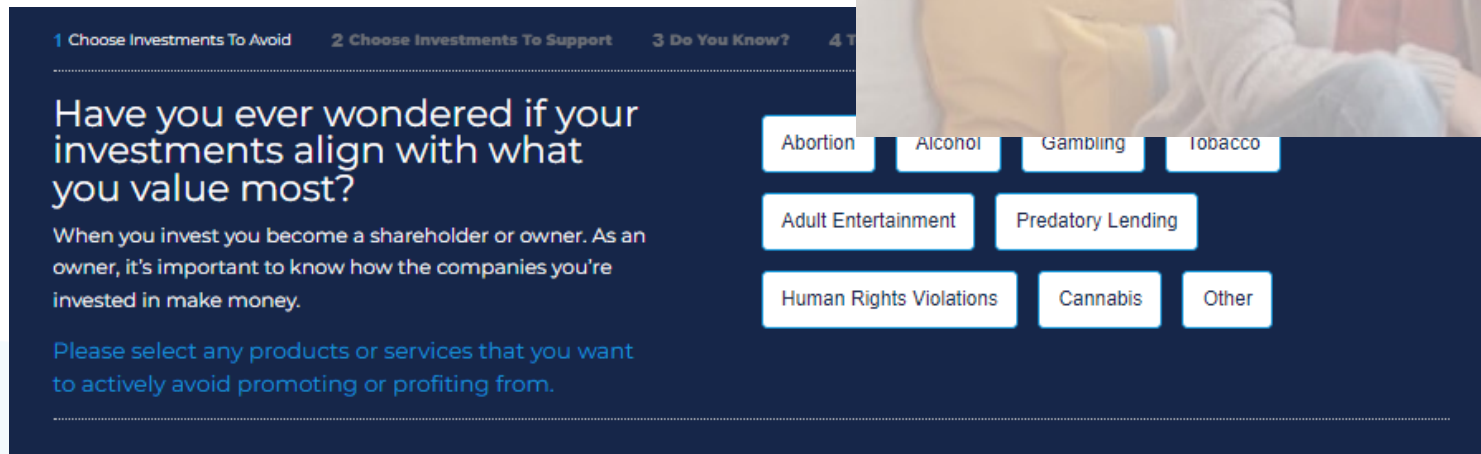 1 Choose Investments To Avoid 2 Choose Investments To Support 3 Do You Know? 4 T
Have you ever wondered if your
investments align with what
you value most?
When you invest you become a shareholder or owner. As an
owner, it's important to know how the companies you're
invested in make money.
Please select any products or services that you want
to actively avoid promoting or profiting from.
Abortion Alcohol Gambling Tobacco
Adult Entertainment Predatory Lending
Human Rights Violations Cannabis Other